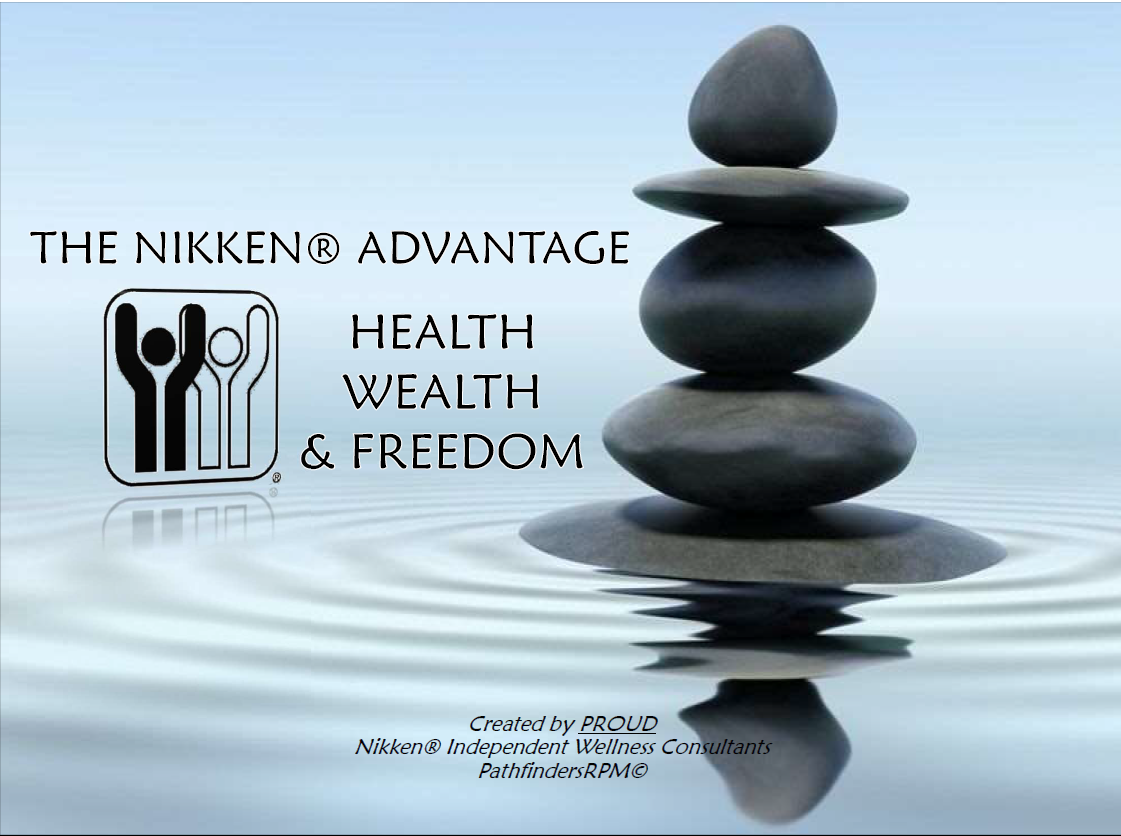 THE NIKKEN® ADVANTAGE
HEALTH
WEALTH
& FREEDOM
®
Created by PROUD
Nikken® Independent Wellness Consultants
PathfindersRPM©